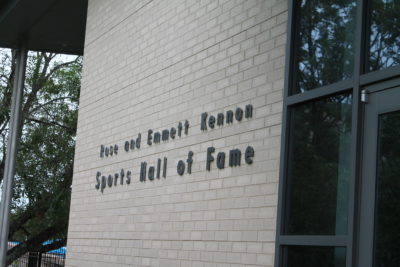 Rose and Emmett Kennon
Sports Hall of Fame